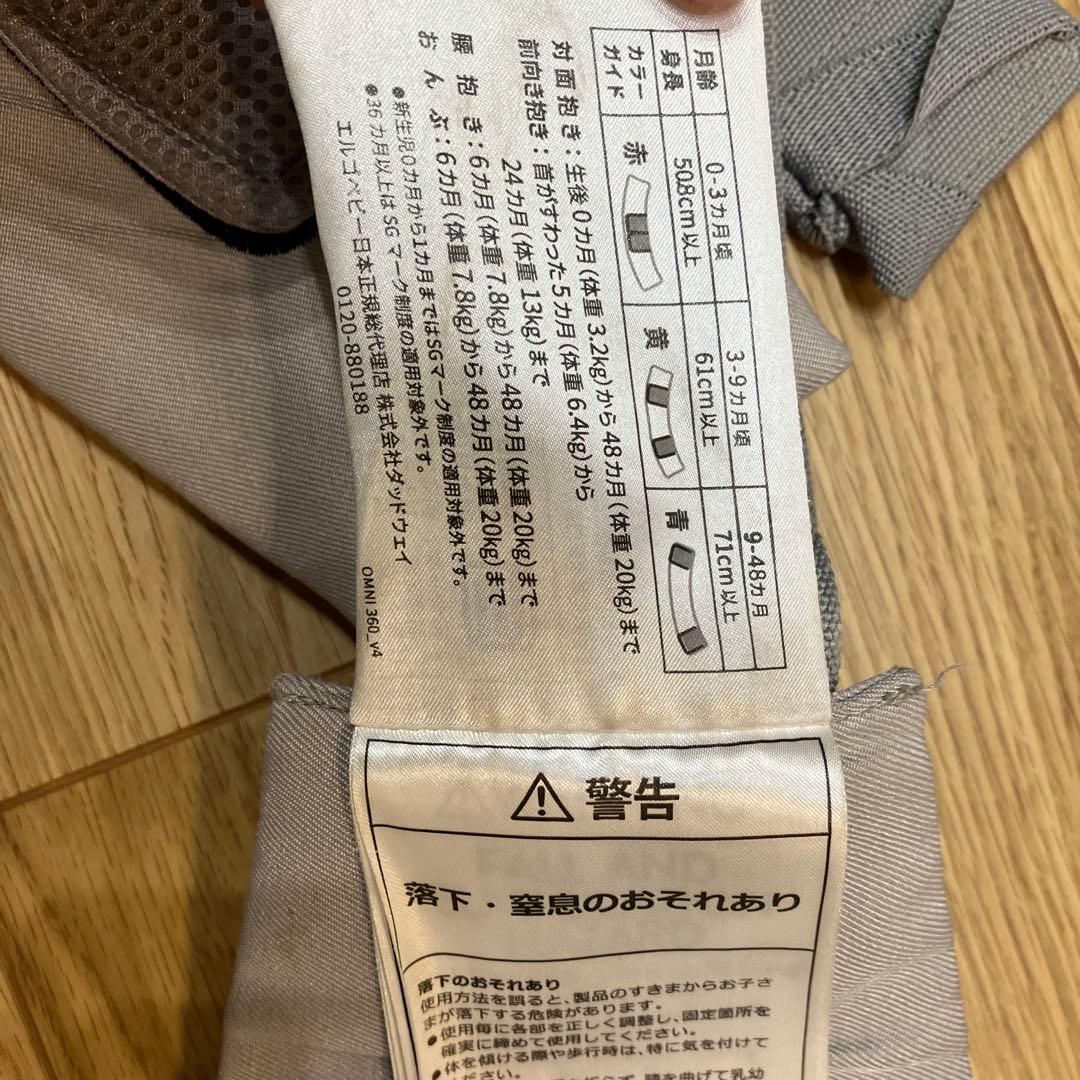 月齢 0-3カ月頃 3-9カ月頃 9-48カ月
身長 50.8cm以上 61cm以上 71cm以上
カラーガイド 赤 黄 青
対面抱き：生後0カ月(体重3.2kg)から48カ月(体重20kg)まで
前向き抱き：首がすわった5カ月(体重6.4kg)から
24カ月(体重13kg)まで
腰抱き：6カ月(体重7.8kg)から48カ月(体重20kg)まで
おんぶ：6カ月(体重7.8kg)から48カ月(体重20kg)まで
●新生児0カ月から1カ月まではSGマーク制度の適用対象外です。
●36カ月以上はSGマーク制度の適用対象外です。
エルゴベビー日本正規総代理店 株式会社ダッドウェイ
0120-880188
OMNI 360_V4
警告
落下・窒息のおそれあり
落下のおそれあり
使用方法を誤ると、製品のすきまからお子さ
まが落下する危険があります。
●使用毎に各部を正しく調整し、固定箇所を
確実に締めて使用してください。
●体を傾ける際や歩行時は、特に気を付けて
ください。
腰を曲げて乳幼